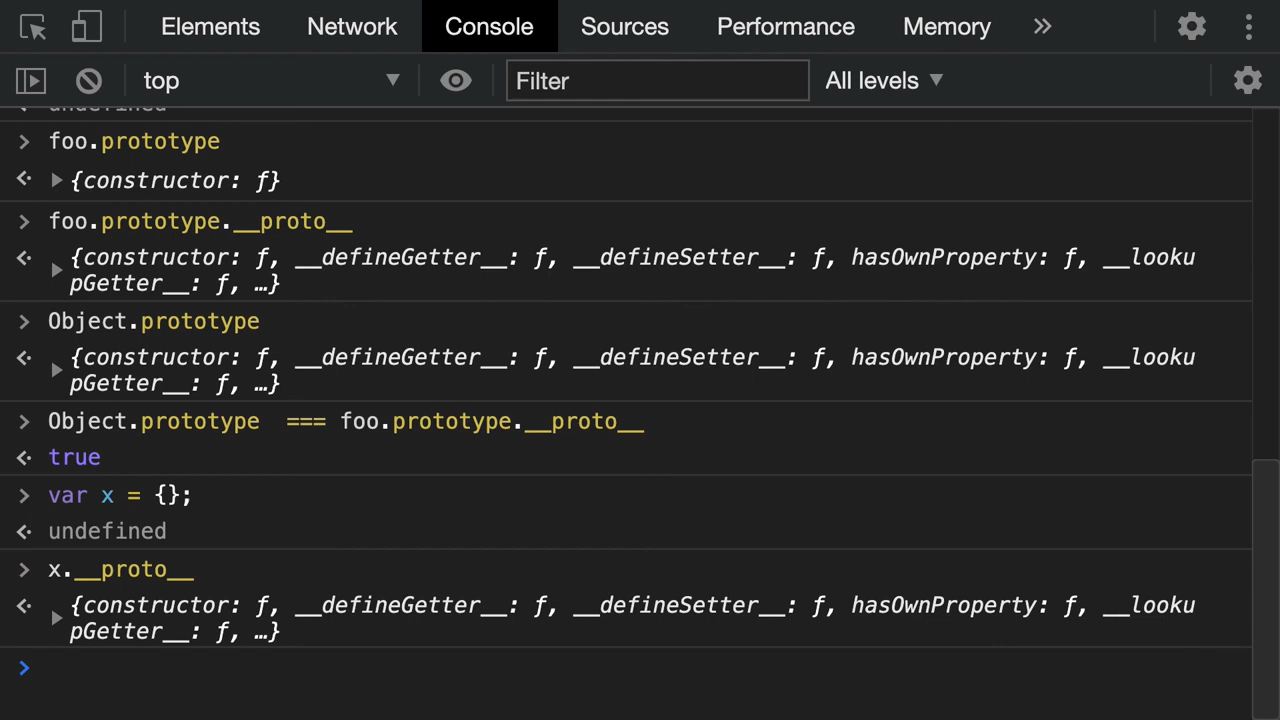 Elements Network Console Sources Performance Memory »
top ▼ Filter All levels ▼
undefined
> foo.prototype
{constructor: ƒ}
> foo.prototype.__proto__
{constructor: ƒ, __defineGetter__: ƒ, __defineSetter__: ƒ, hasOwnProperty: ƒ, __looku
pGetter__: ƒ, …}
> Object.prototype
{constructor: ƒ, __defineGetter__: ƒ, __defineSetter__: ƒ, hasOwnProperty: ƒ, __looku
pGetter__: ƒ, …}
> Object.prototype  === foo.prototype.__proto__
true
> var x = {};
undefined
> x.__proto__
{constructor: ƒ, __defineGetter__: ƒ, __defineSetter__: ƒ, hasOwnProperty: ƒ, __looku
pGetter__: ƒ, …}
>